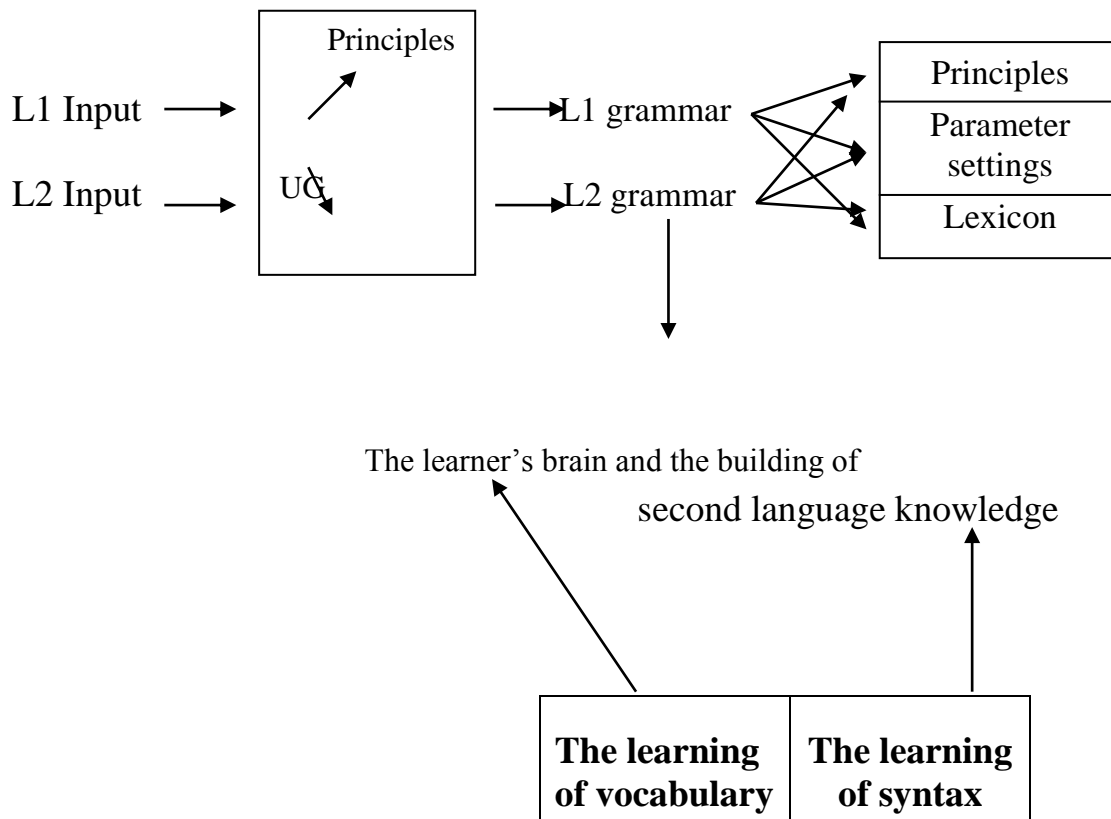 Principles
L1 Input
UG
L2 Input
L1 grammar
L2 grammar
Principles
Parameter
settings
Lexicon
The learner’s brain and the building of
second language knowledge
The learning
of vocabulary
The learning
of syntax